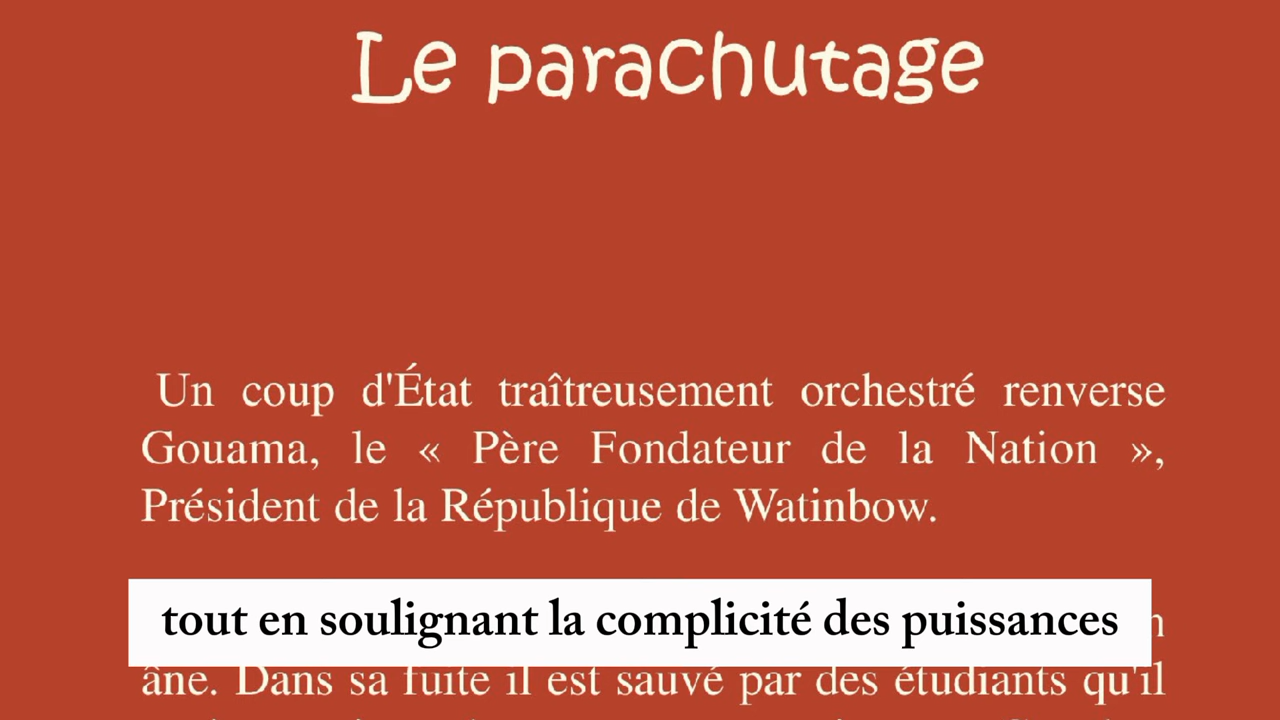 Le parachutage
Un coup d'État traîtreusement orchestré renverse
Gouama, le « Père Fondateur de la Nation »,
Président de la République de Watinbow.
tout en soulignant la complicité des puissances
âne. Dans sa fuite il est sauvé par des étudiants qu'il